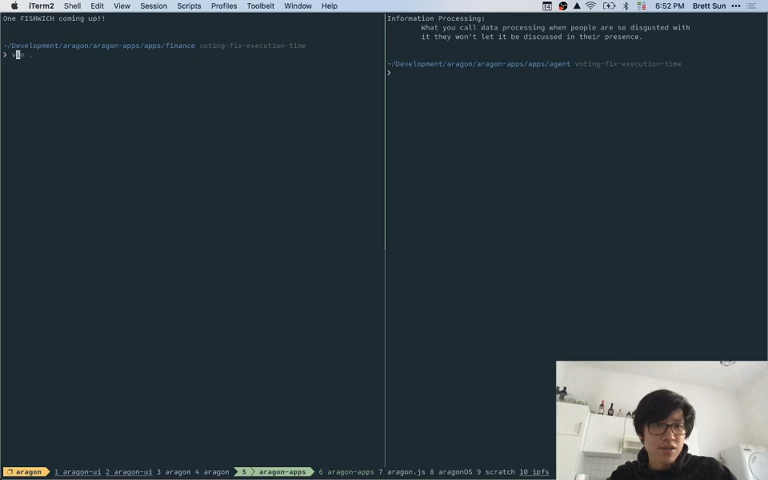 iTerm2 Shell Edit View Session Scripts Profiles Toolbelt Window Help 6:52 PM Brett Sun
One FISHWICH coming up!!
~/Development/aragon/aragon-apps/apps/finance voting-fix-execution-time
❯ vim .
Information Processing:
What you call data processing when people are so disgusted with
it they won't let it be discussed in their presence.
~/Development/aragon/aragon-apps/apps/agent voting-fix-execution-time
❯
aragon 1 aragon-ui 2 aragon-ui 3 aragon 4 aragon 5 > aragon-apps 6 aragon-apps 7 aragon.js 8 aragonOS 9 scratch 10 ipfs